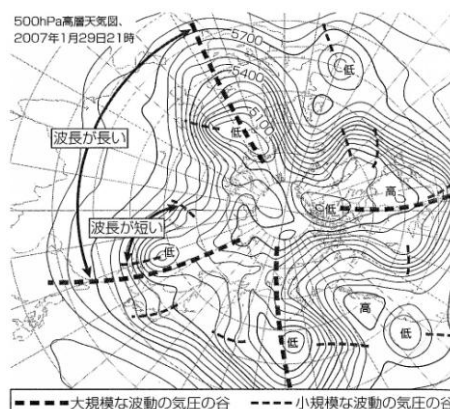 500hPa高層天気図、
2007年1月29日21時
5700
5400
5100
低
低
波長が長い
高
低
波長が短い
低
高
低
低
大規模な波動の気圧の谷
小規模な波動の気圧の谷